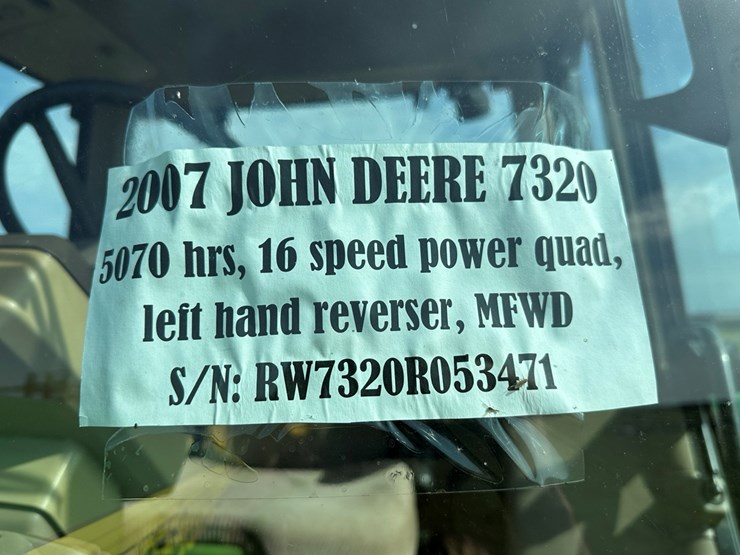 2007 JOHN DEERE 7320
5070 hrs, 16 speed power quad,
left hand reverser, MFWD
S/N: RW7320R053471